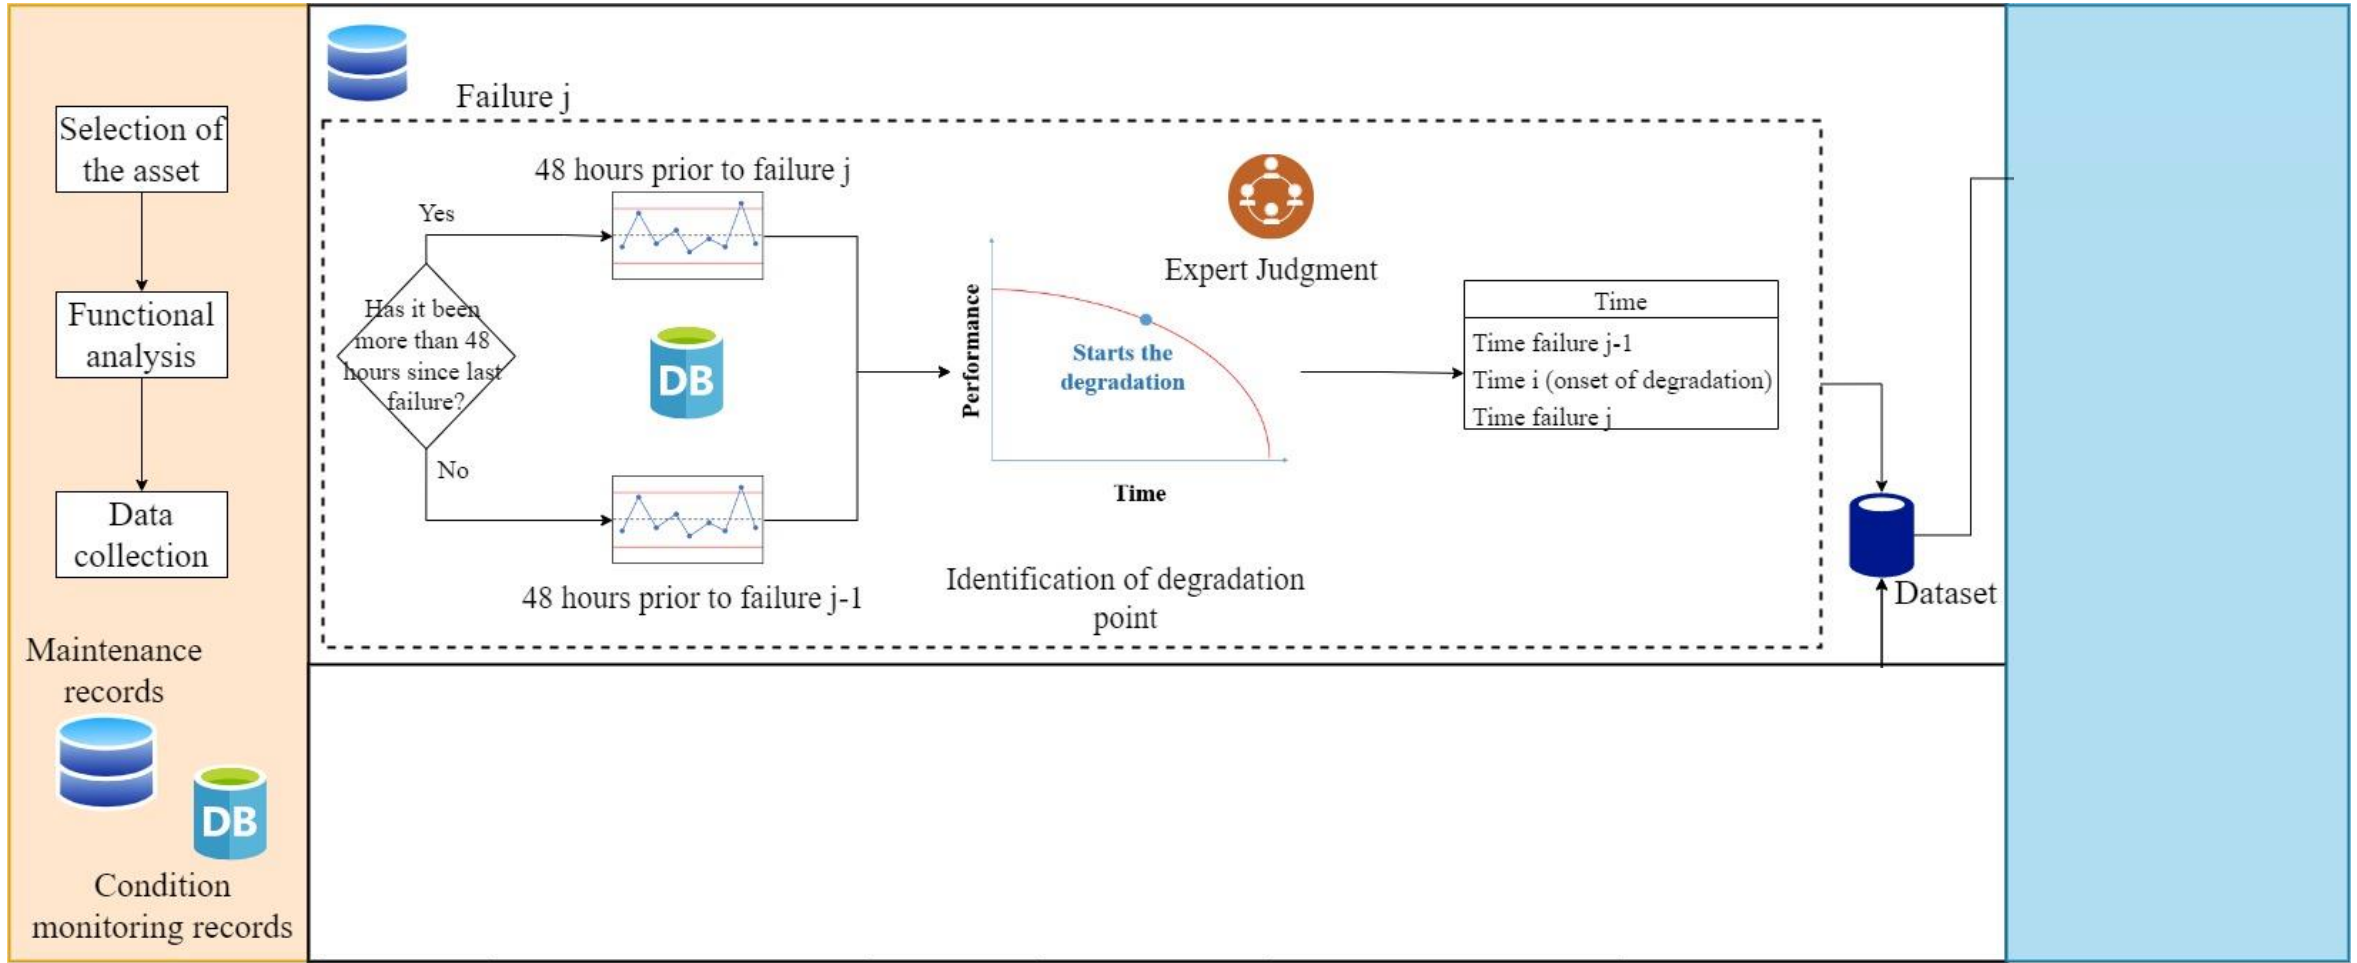 Selection of
the asset
Functional
analysis
Data
collection
Maintenance
records
DB
Condition
monitoring records
Failure j
48 hours prior to failure j
Yes
Has it been
more than 48
hours since last
failure?
No
DB
48 hours prior to failure j-1
Expert Judgment
Performance
Starts the
degradation
Time
Identification of degradation
point
Time
Time failure j-1
Time i (onset of degradation)
Time failure j
Dataset